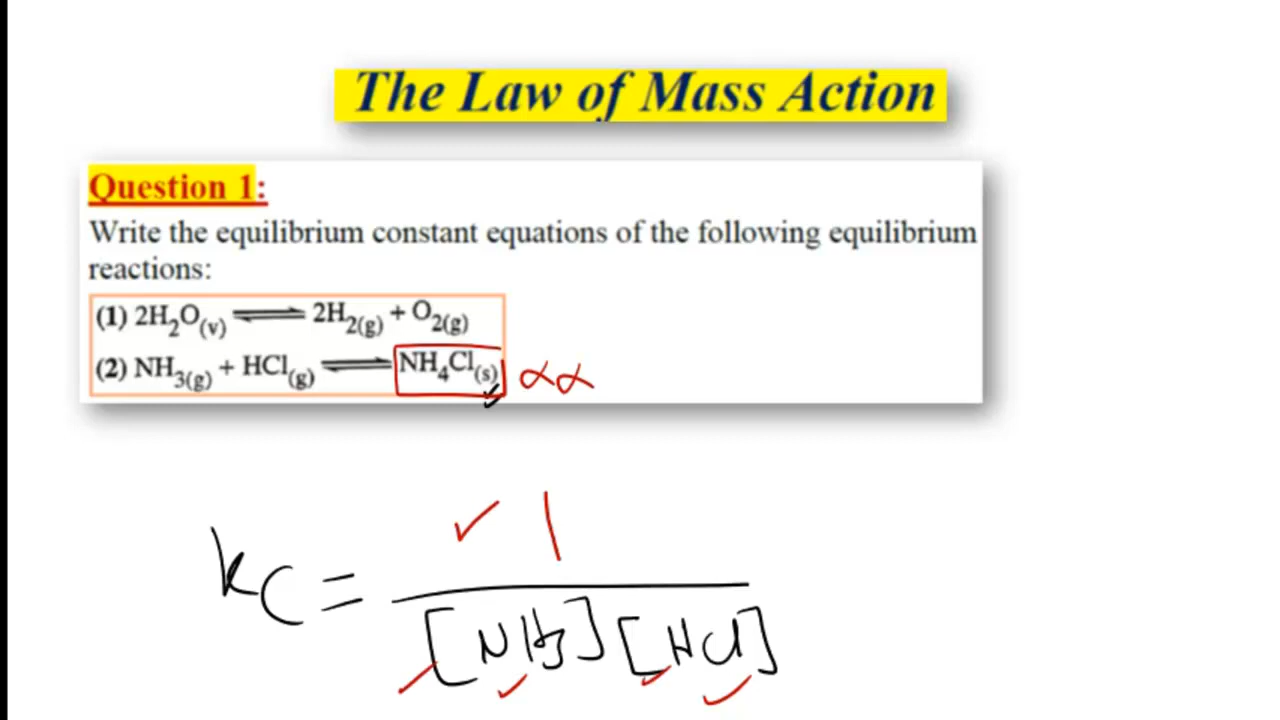 The Law of Mass Action
Question 1:
Write the equilibrium constant equations of the following equilibrium
reactions:
(1) 2H₂O(v) ⇌ 2H₂(g) + O₂(g)
(2) NH₃(g) + HCl(g) ⇌ NH₄Cl(s) αα
✓ 1
kc = ―
[NH3] [HCl]